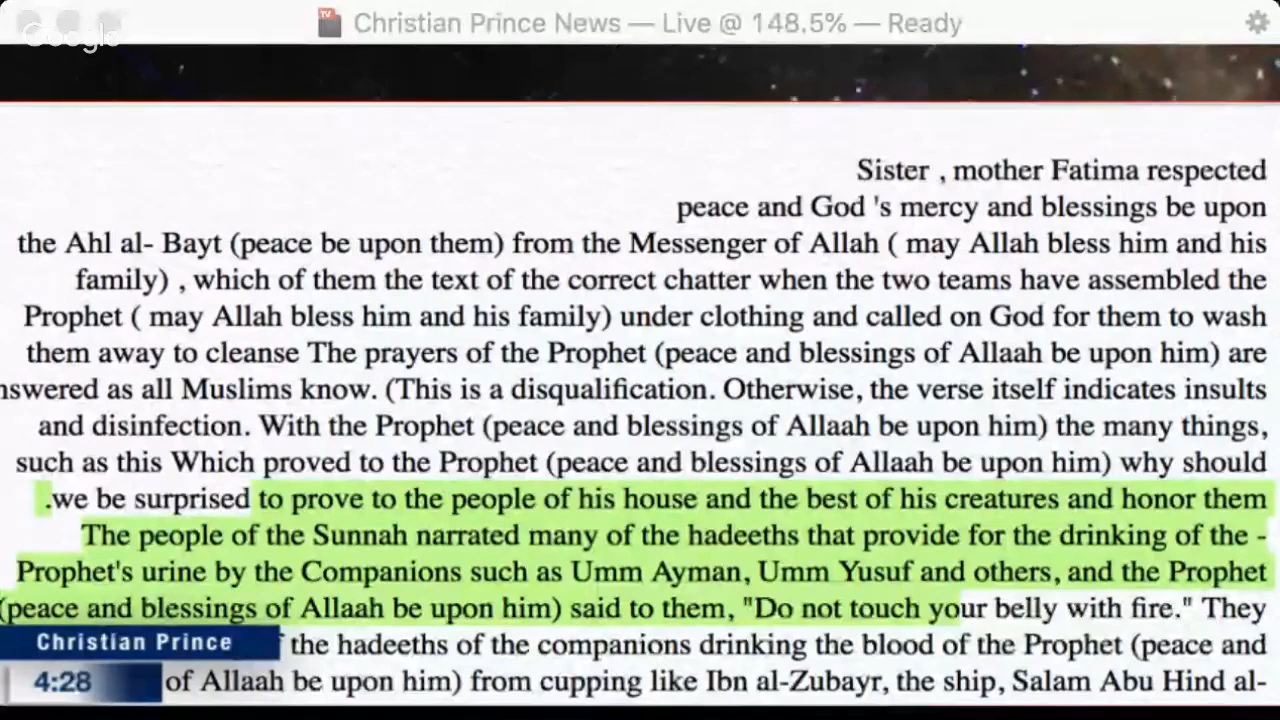 TV
Christian Prince News — Live @ 148.5% — Ready
Google
Sister , mother Fatima respected
peace and God 's mercy and blessings be upon
the Ahl al- Bayt (peace be upon them) from the Messenger of Allah ( may Allah bless him and his
family) , which of them the text of the correct chatter when the two teams have assembled the
Prophet ( may Allah bless him and his family) under clothing and called on God for them to wash
them away to cleanse The prayers of the Prophet (peace and blessings of Allaah be upon him) are
nswered as all Muslims know. (This is a disqualification. Otherwise, the verse itself indicates insults
and disinfection. With the Prophet (peace and blessings of Allaah be upon him) the many things,
such as this Which proved to the Prophet (peace and blessings of Allaah be upon him) why should
.we be surprised to prove to the people of his house and the best of his creatures and honor them
The people of the Sunnah narrated many of the hadeeths that provide for the drinking of the -
Prophet's urine by the Companions such as Umm Ayman, Umm Yusuf and others, and the Prophet
(peace and blessings of Allaah be upon him) said to them, "Do not touch your belly with fire." They
the hadeeths of the companions drinking the blood of the Prophet (peace and
of Allaah be upon him) from cupping like Ibn al-Zubayr, the ship, Salam Abu Hind al-
Christian Prince
4:28